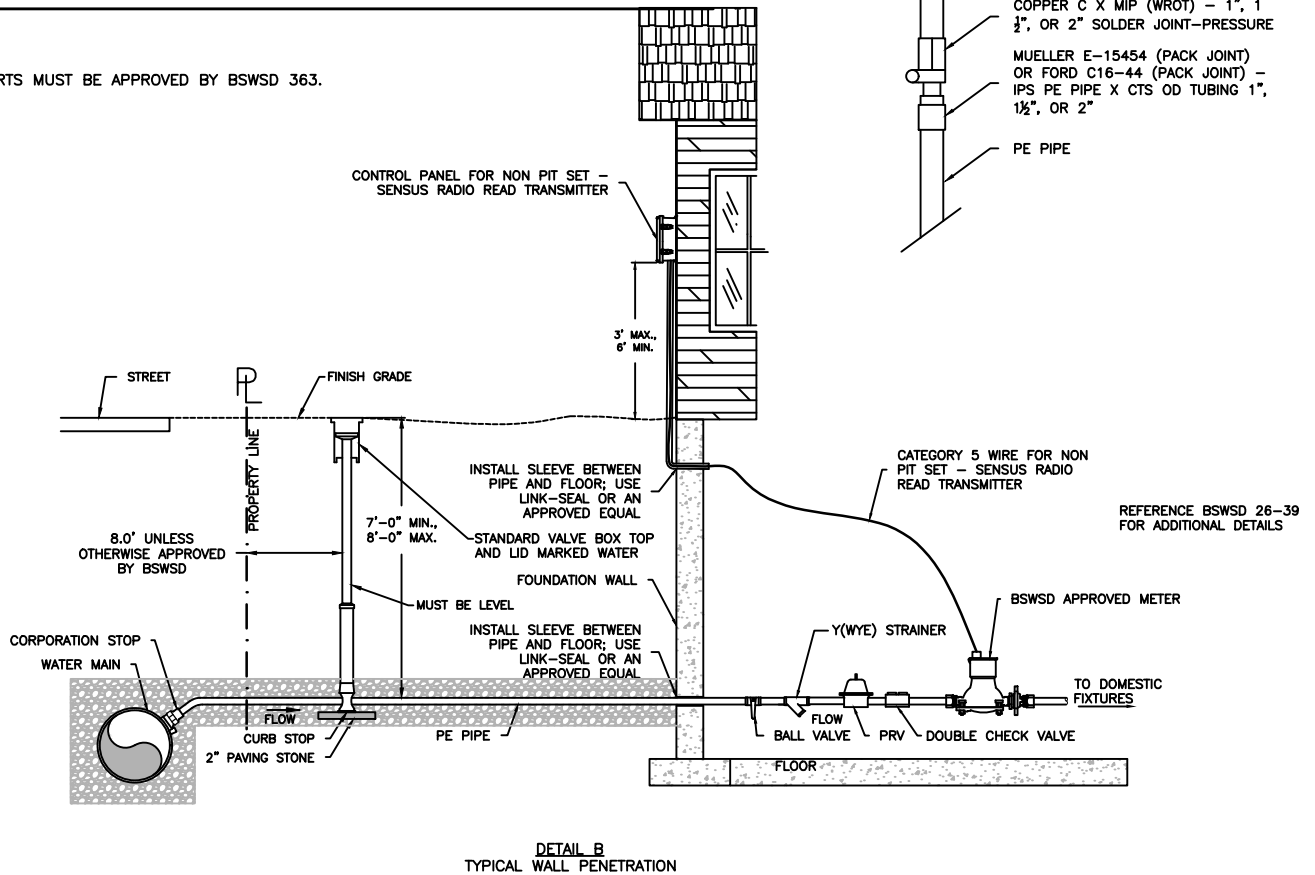 COPPER C X MIP (WROT) – 1", 1
½", OR 2" SOLDER JOINT–PRESSURE
MUELLER E–15454 (PACK JOINT)
OR FORD C16–44 (PACK JOINT) –
IPS PE PIPE X CTS OD TUBING 1",
1½", OR 2"
PE PIPE
RTS MUST BE APPROVED BY BSWSD 363.
CONTROL PANEL FOR NON PIT SET –
SENSUS RADIO READ TRANSMITTER
3' MAX.,
6' MIN.
STREET
PL
FINISH GRADE
PROPERTY LINE
8.0' UNLESS
OTHERWISE APPROVED
BY BSWSD
7'–0" MIN.,
8'–0" MAX.
INSTALL SLEEVE BETWEEN
PIPE AND FLOOR; USE
LINK–SEAL OR AN
APPROVED EQUAL
STANDARD VALVE BOX TOP
AND LID MARKED WATER
FOUNDATION WALL
MUST BE LEVEL
INSTALL SLEEVE BETWEEN
PIPE AND FLOOR; USE
LINK–SEAL OR AN
APPROVED EQUAL
CATEGORY 5 WIRE FOR NON
PIT SET – SENSUS RADIO
READ TRANSMITTER
REFERENCE BSWSD 26–39
FOR ADDITIONAL DETAILS
BSWSD APPROVED METER
Y(WYE) STRAINER
CORPORATION STOP
WATER MAIN
TO DOMESTIC
FIXTURES
FLOW
CURB STOP
2" PAVING STONE
PE PIPE
FLOW
BALL VALVE
PRV
DOUBLE CHECK VALVE
FLOOR
DETAIL B
TYPICAL WALL PENETRATION